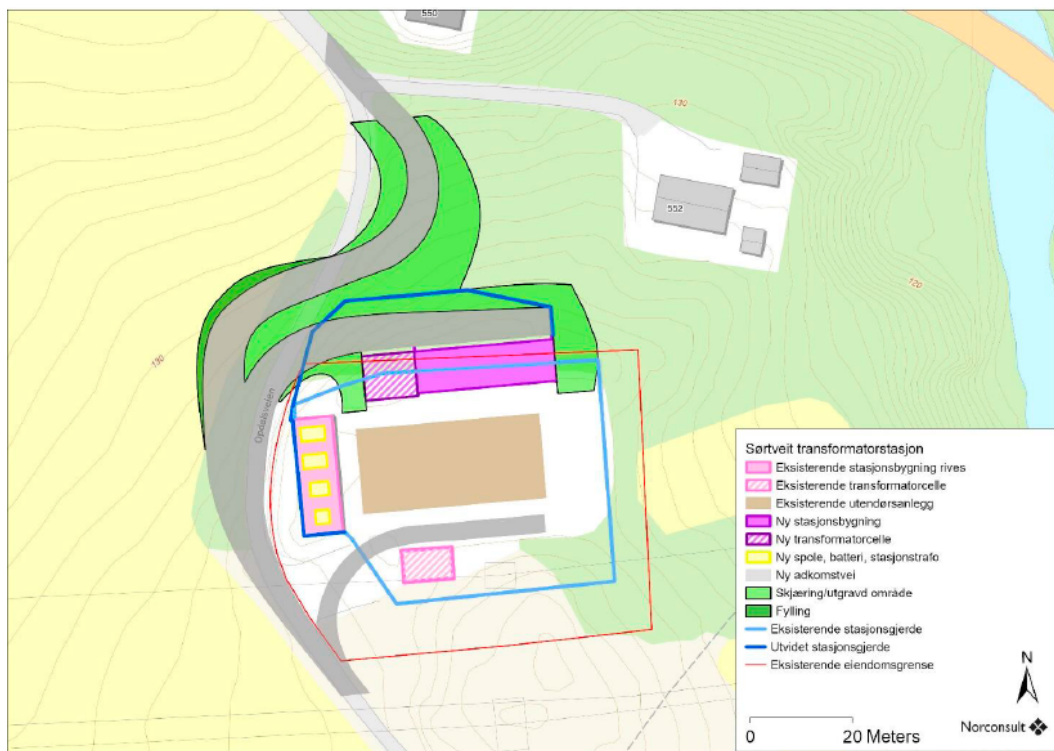 550
130
552
120
130
Opdalsveien
Sørtveit transformatorstasjon
Eksisterende stasjonsbygning rives
Eksisterende transformatorcelle
Eksisterende utendørsanlegg
Ny stasjonsbygning
Ny transformatorcelle
Ny spole, batteri, stasjonstrafo
Ny adkomstvei
Skjæring/utgravd område
Fylling
Eksisterende stasjonsgjerde
Utvidet stasjonsgjerde
Eksisterende eiendomsgrense
N
0
20 Meters
Norconsult